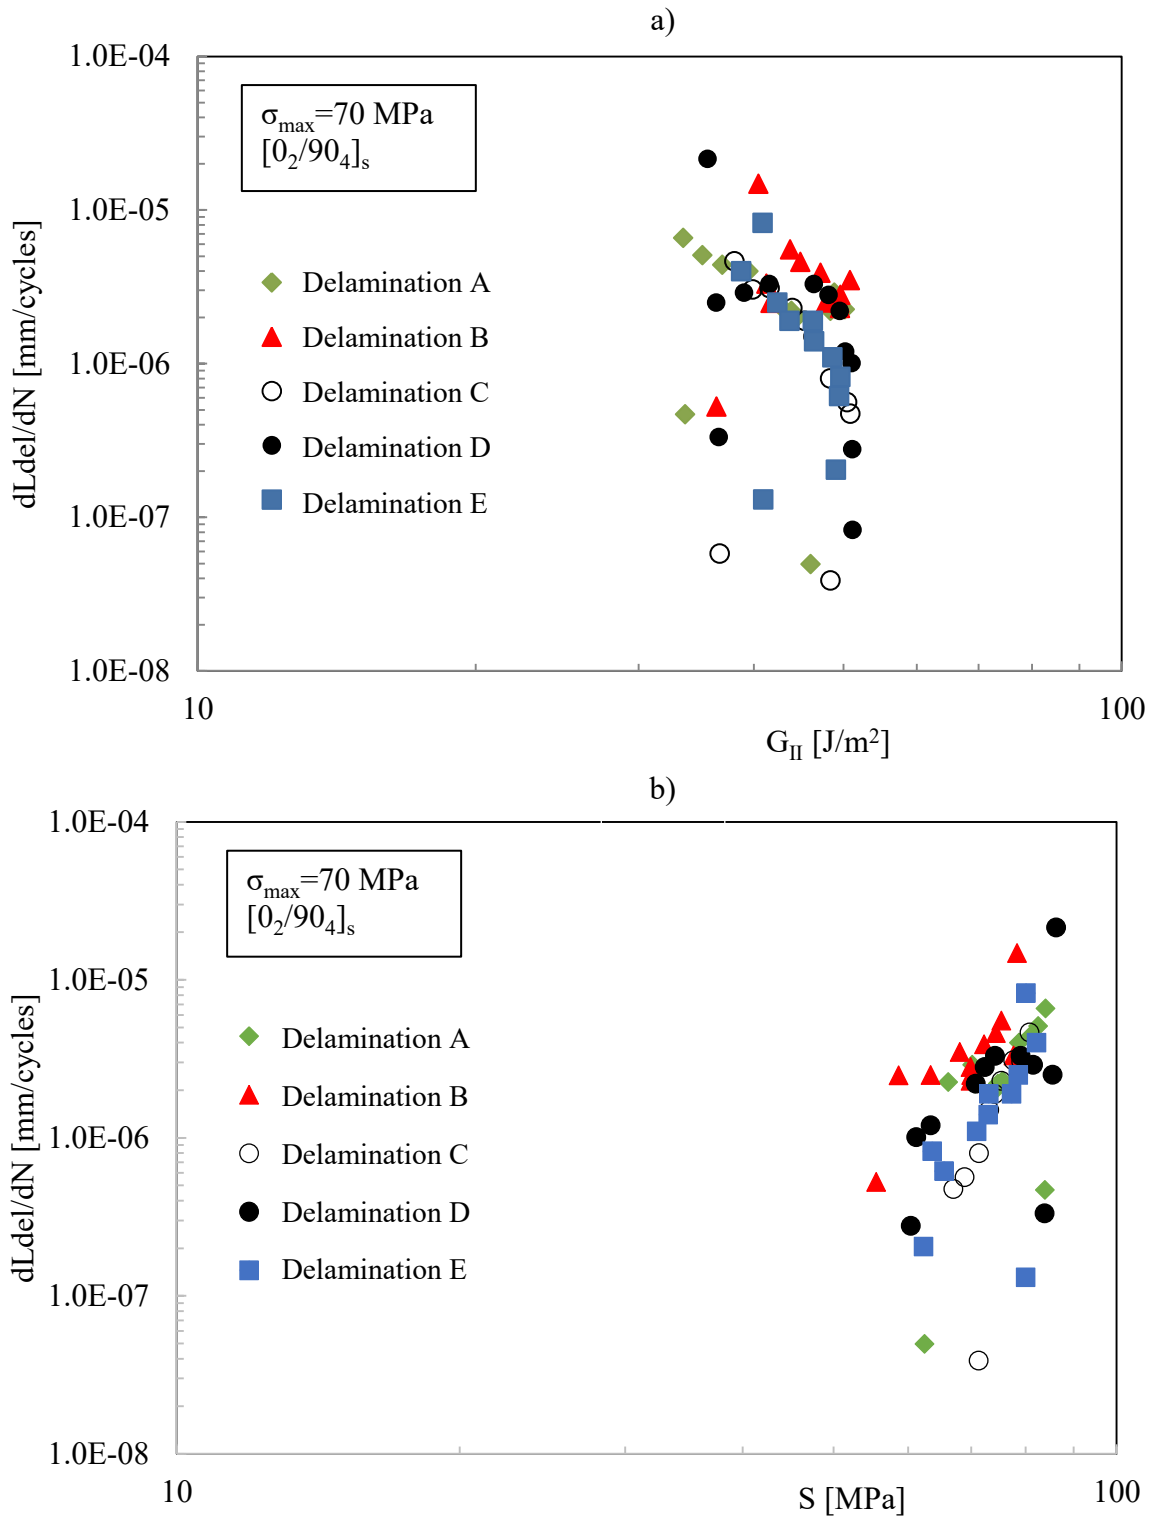 a)
1.0E-04
σmax=70 MPa
[0₂/90₄]ₛ
1.0E-05
Delamination A
Delamination B
1.0E-06
Delamination C
Delamination D
Delamination E
1.0E-07
1.0E-08
10
100
dLdel/dN [mm/cycles]
G_II [J/m²]
b)
1.0E-04
σmax=70 MPa
[0₂/90₄]ₛ
1.0E-05
Delamination A
Delamination B
1.0E-06
Delamination C
Delamination D
Delamination E
1.0E-07
1.0E-08
10
100
dLdel/dN [mm/cycles]
S [MPa]